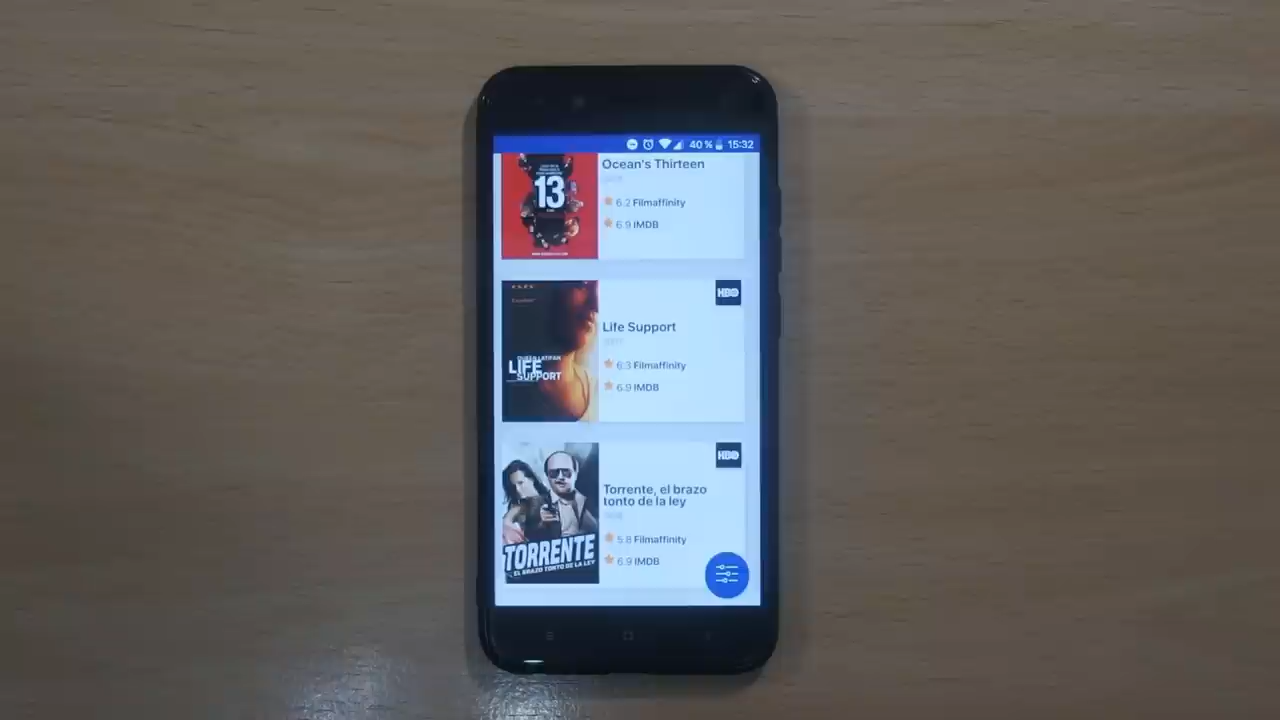 40 % 15:32
13
Ocean's Thirteen
6.2 Filmaffinity
6.9 IMDB
HBO
QUEEN LATIFAH
LIFE
SUPPORT
Life Support
6.3 Filmaffinity
6.9 IMDB
HBO
TORRENTE
EL BRAZO TONTO DE LA LEY
Torrente, el brazo
tonto de la ley
5.8 Filmaffinity
6.9 IMDB